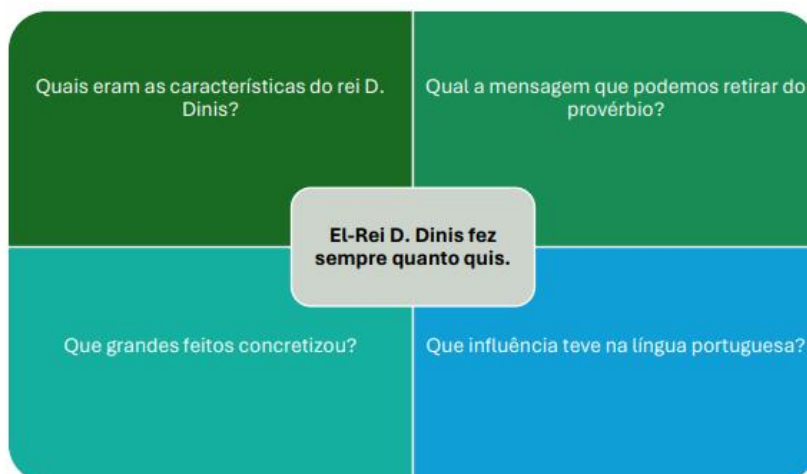 Quais eram as características do rei D.
Dinis?
Qual a mensagem que podemos retirar do
provérbio?
El-Rei D. Dinis fez
sempre quanto quis.
Que grandes feitos concretizou?
Que influência teve na língua portuguesa?